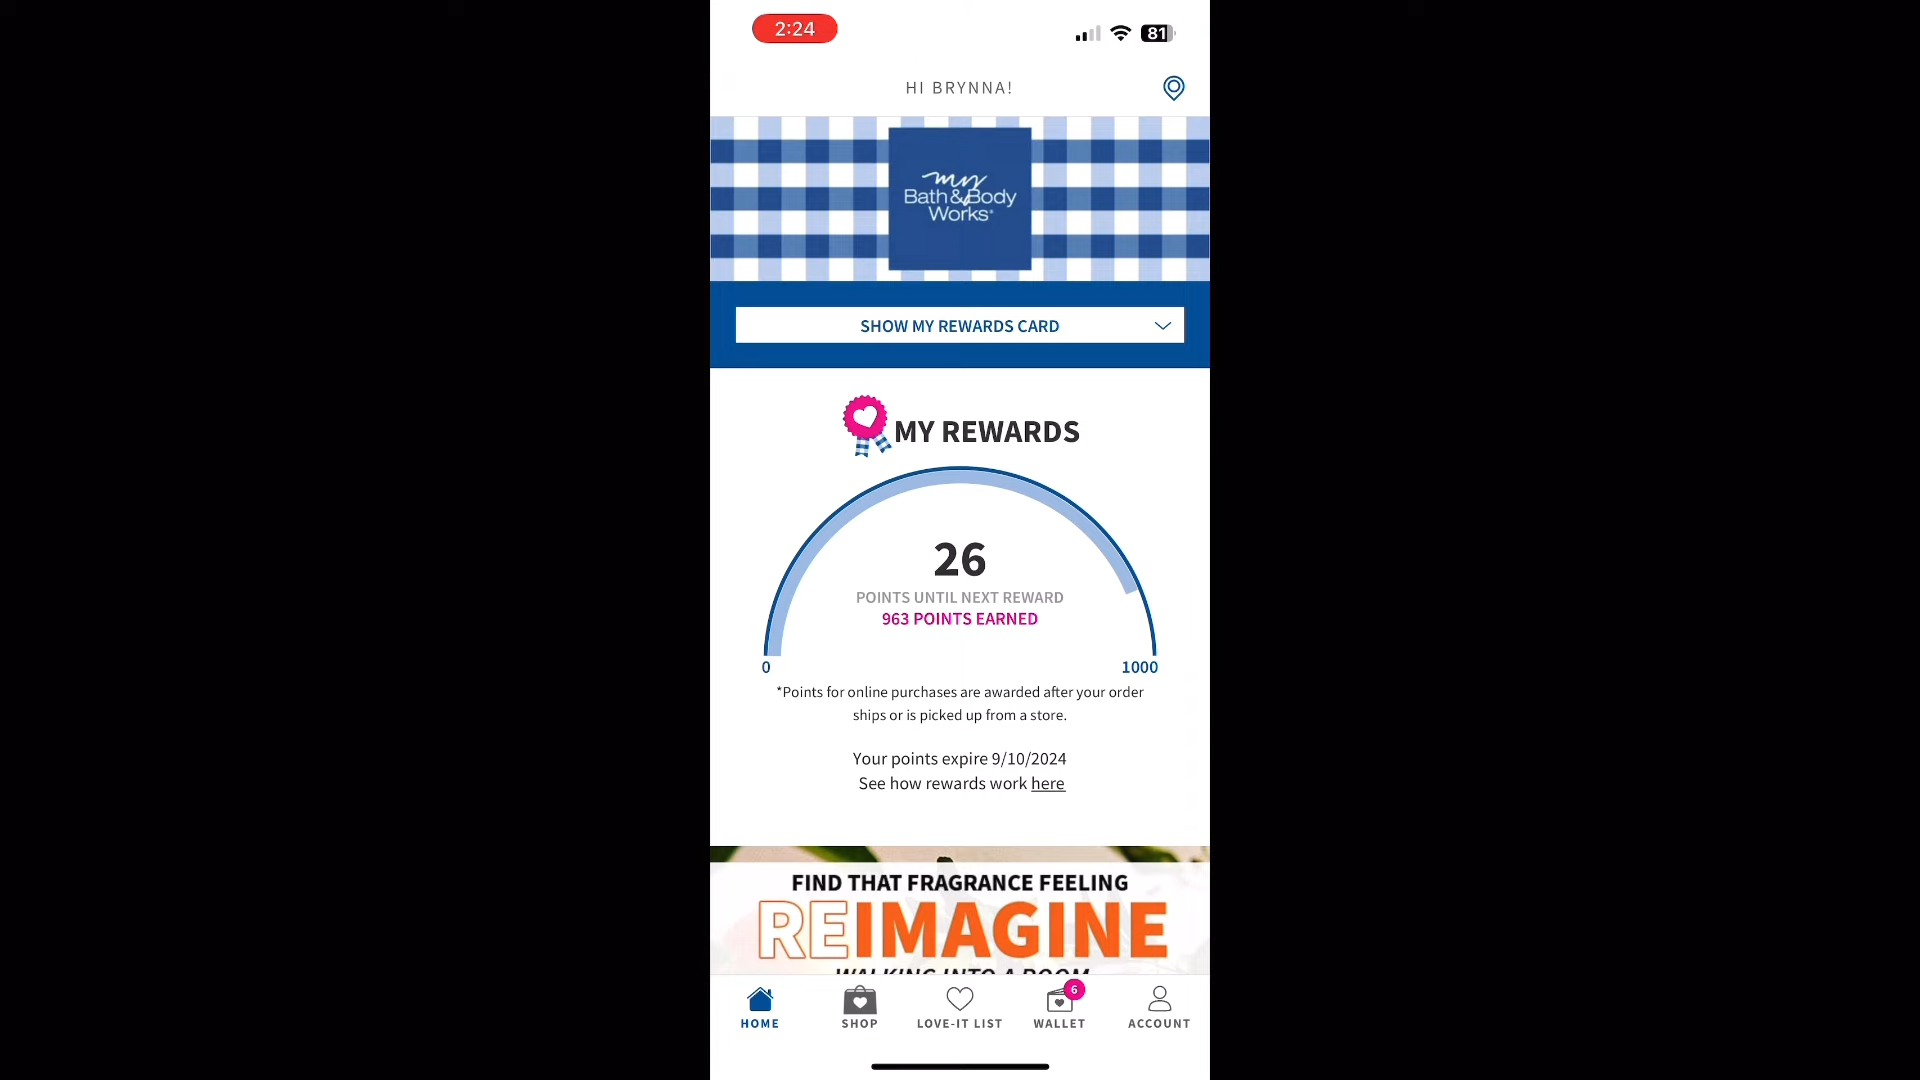 2:24
81
HI BRYNNA!
my
Bath & Body
Works®
SHOW MY REWARDS CARD
MY REWARDS
26
POINTS UNTIL NEXT REWARD
963 POINTS EARNED
0 1000
*Points for online purchases are awarded after your order
ships or is picked up from a store.
Your points expire 9/10/2024
See how rewards work here
FIND THAT FRAGRANCE FEELING
REIMAGINE
WALKING INTO A ROOM
6
HOME SHOP LOVE-IT LIST WALLET ACCOUNT